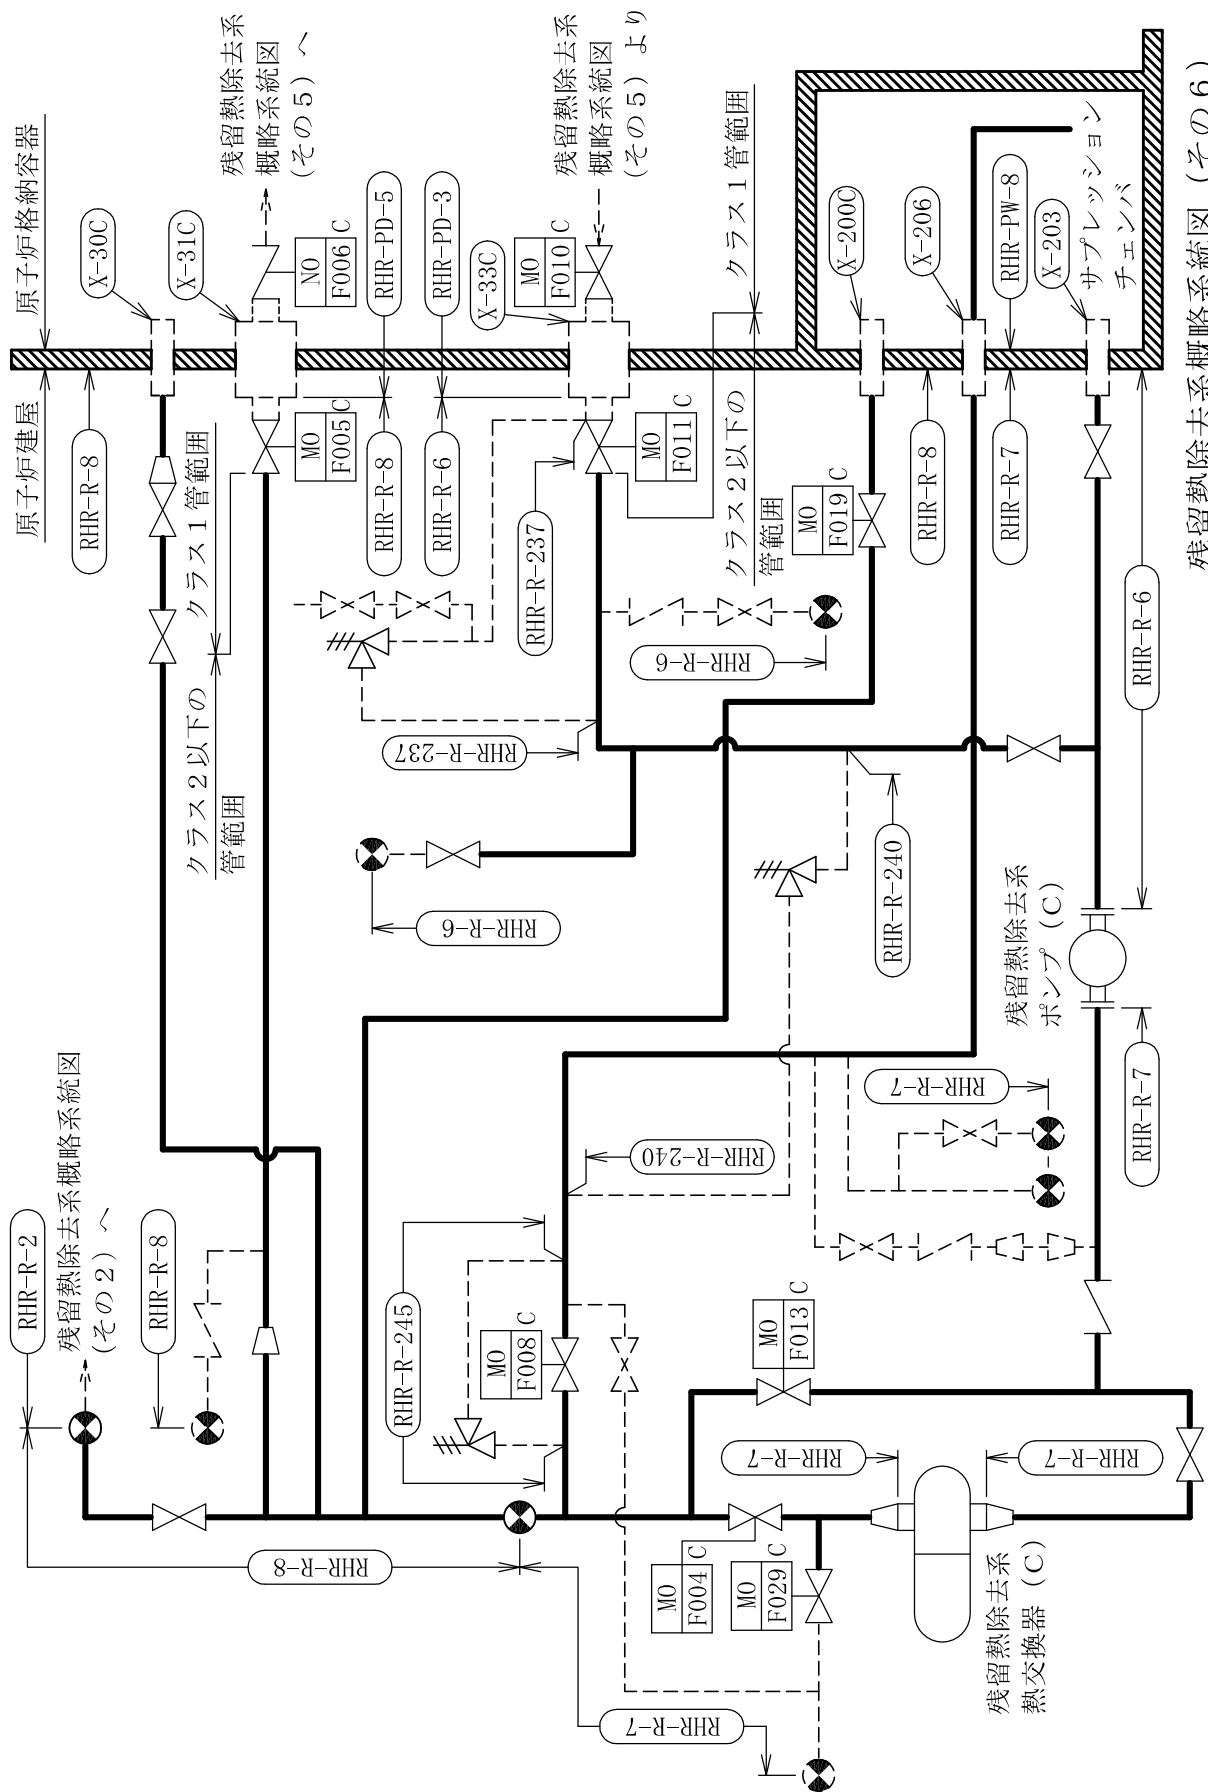 原子炉建屋
原子炉格納容器
RHR-R-8
X-30C
X-31C
残留熱除去系
概略系統図
(その5) へ
クラス2以下の
管範囲
クラス1管範囲
MO
F005
C
NO
F006
C
RHR-R-8
RHR-PD-5
RHR-R-6
RHR-PD-3
X-33C
MO
F010
C
残留熱除去系
概略系統図
(その5) より
RHR-R-237
MO
F011
C
RHR-R-237
RHR-R-6
RHR-R-6
クラス2以下の
管範囲
クラス1管範囲
MO
F019
C
X-200C
RHR-R-8
X-206
RHR-R-7
RHR-PW-8
X-203
サプレッション
チェンバ
RHR-R-6
RHR-R-240
残留熱除去系
ポンプ (C)
RHR-R-7
RHR-R-7
RHR-R-240
RHR-R-2
残留熱除去系概略系統図
(その2) へ
RHR-R-8
RHR-R-245
MO
F008
C
MO
F013
C
RHR-R-8
RHR-R-7
RHR-R-7
MO
F004
C
MO
F029
C
RHR-R-7
残留熱除去系
熱交換器 (C)
残留熱除去系概略系統図 (その6)